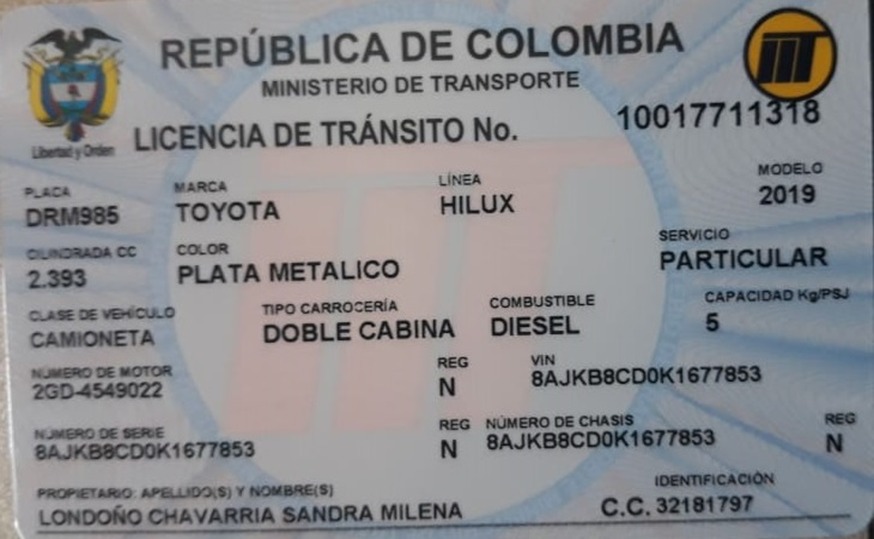 REPÚBLICA DE COLOMBIA
MINISTERIO DE TRANSPORTE
LICENCIA DE TRÁNSITO No. 10017711318
Libertad y Orden
PLACA MARCA LÍNEA MODELO
DRM985 TOYOTA HILUX 2019
CILINDRADA CC COLOR SERVICIO
2.393 PLATA METALICO PARTICULAR
CLASE DE VEHÍCULO TIPO CARROCERÍA COMBUSTIBLE CAPACIDAD Kg/PSJ
CAMIONETA DOBLE CABINA DIESEL 5
NÚMERO DE MOTOR REG VIN
2GD-4549022 N 8AJKB8CD0K1677853
NÚMERO DE SERIE REG NÚMERO DE CHASIS REG
8AJKB8CD0K1677853 N 8AJKB8CD0K1677853 N
PROPIETARIO: APELLIDO(S) Y NOMBRE(S) IDENTIFICACIÓN
LONDOÑO CHAVARRIA SANDRA MILENA C.C. 32181797